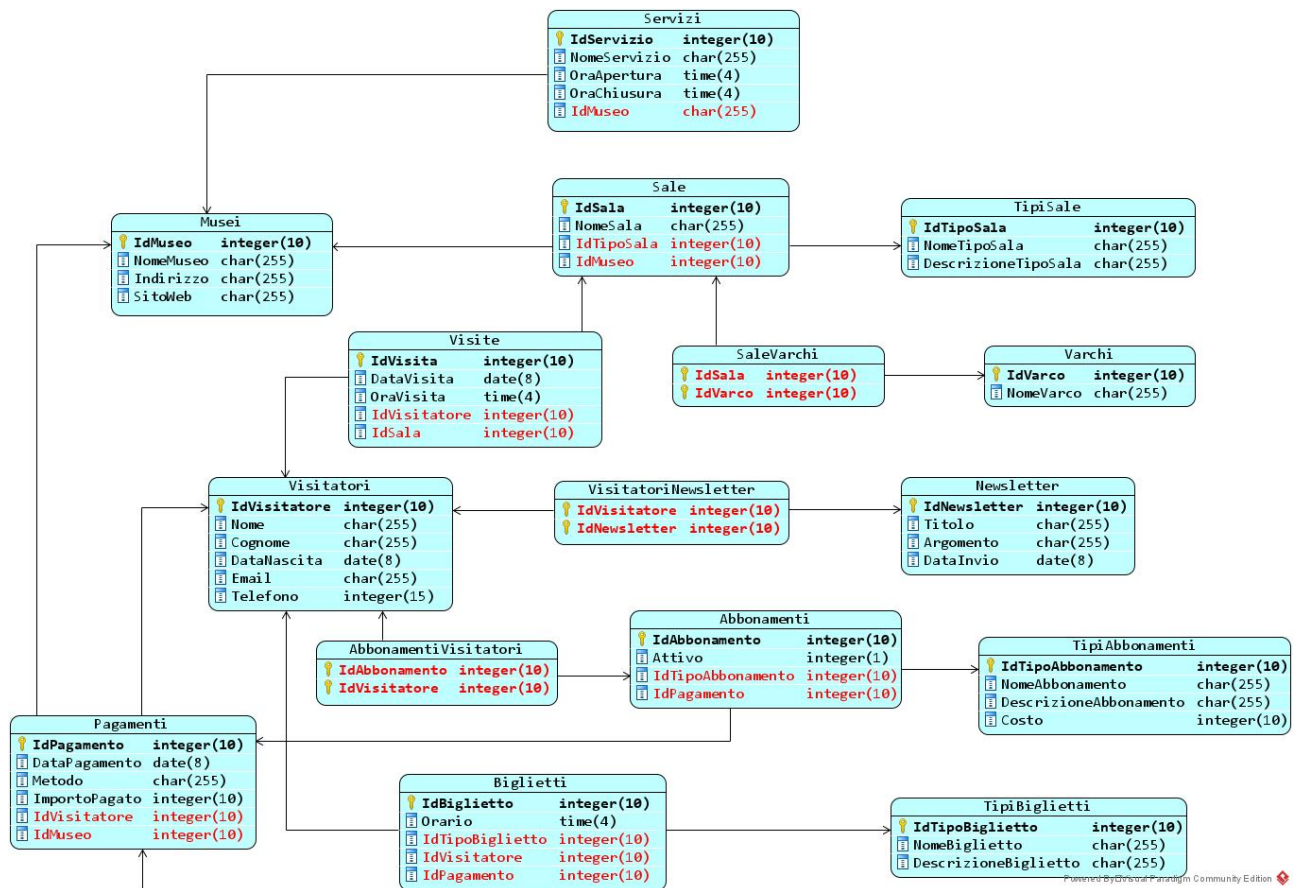 Servizi
IdServizio integer(10)
NomeServizio char(255)
OraApertura time(4)
OraChiusura time(4)
IdMuseo char(255)
Musei
IdMuseo integer(10)
NomeMuseo char(255)
Indirizzo char(255)
SitoWeb char(255)
Sale
IdSala integer(10)
NomeSala char(255)
IdTipoSala integer(10)
IdMuseo integer(10)
TipiSale
IdTipoSala integer(10)
NomeTipoSala char(255)
DescrizioneTipoSala char(255)
Visite
IdVisita integer(10)
DataVisita date(8)
OraVisita time(4)
IdVisitatore integer(10)
IdSala integer(10)
SaleVarchi
IdSala integer(10)
IdVarco integer(10)
Varchi
IdVarco integer(10)
NomeVarco char(255)
Visitatori
IdVisitatore integer(10)
Nome char(255)
Cognome char(255)
DataNascita date(8)
Email char(255)
Telefono integer(15)
VisitatoriNewsletter
IdVisitatore integer(10)
IdNewsletter integer(10)
Newsletter
IdNewsletter integer(10)
Titolo char(255)
Argomento char(255)
DataInvio date(8)
AbbonamentiVisitatori
IdAbbonamento integer(10)
IdVisitatore integer(10)
Abbonamenti
IdAbbonamento integer(10)
Attivo integer(1)
IdTipoAbbonamento integer(10)
IdPagamento integer(10)
TipiAbbonamenti
IdTipoAbbonamento integer(10)
NomeAbbonamento char(255)
DescrizioneAbbonamento char(255)
Costo integer(10)
Pagamenti
IdPagamento integer(10)
DataPagamento date(8)
Metodo char(255)
ImportoPagato integer(10)
IdVisitatore integer(10)
IdMuseo integer(10)
Biglietti
IdBiglietto integer(10)
Orario time(4)
IdTipoBiglietto integer(10)
IdVisitatore integer(10)
IdPagamento integer(10)
TipiBiglietti
IdTipoBiglietto integer(10)
NomeBiglietto char(255)
DescrizioneBiglietto char(255)
Powered By Visual Paradigm Community Edition